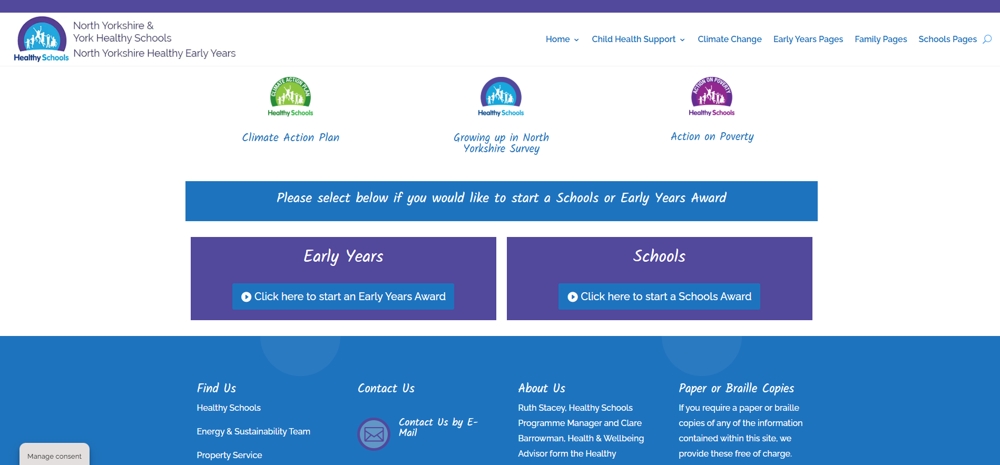 North Yorkshire &
York Healthy Schools
North Yorkshire Healthy Early Years
Healthy Schools
Home
Child Health Support
Climate Change
Early Years Pages
Family Pages
Schools Pages
CLIMATE ACTION PLAN
Healthy Schools
Healthy Schools
ACTION ON POVERTY
Healthy Schools
Climate Action Plan
Growing up in North
Yorkshire Survey
Action on Poverty
Please select below if you would like to start a Schools or Early Years Award
Early Years
Click here to start an Early Years Award
Schools
Click here to start a Schools Award
Find Us
Healthy Schools
Energy & Sustainability Team
Property Service
Contact Us
Contact Us by E-
Mail
About Us
Ruth Stacey, Healthy Schools
Programme Manager and Clare
Barrowman, Health & Wellbeing
Advisor form the Healthy
Paper or Braille Copies
If you require a paper or braille
copies of any of the information
contained within this site, we
provide these free of charge.
Manage consent